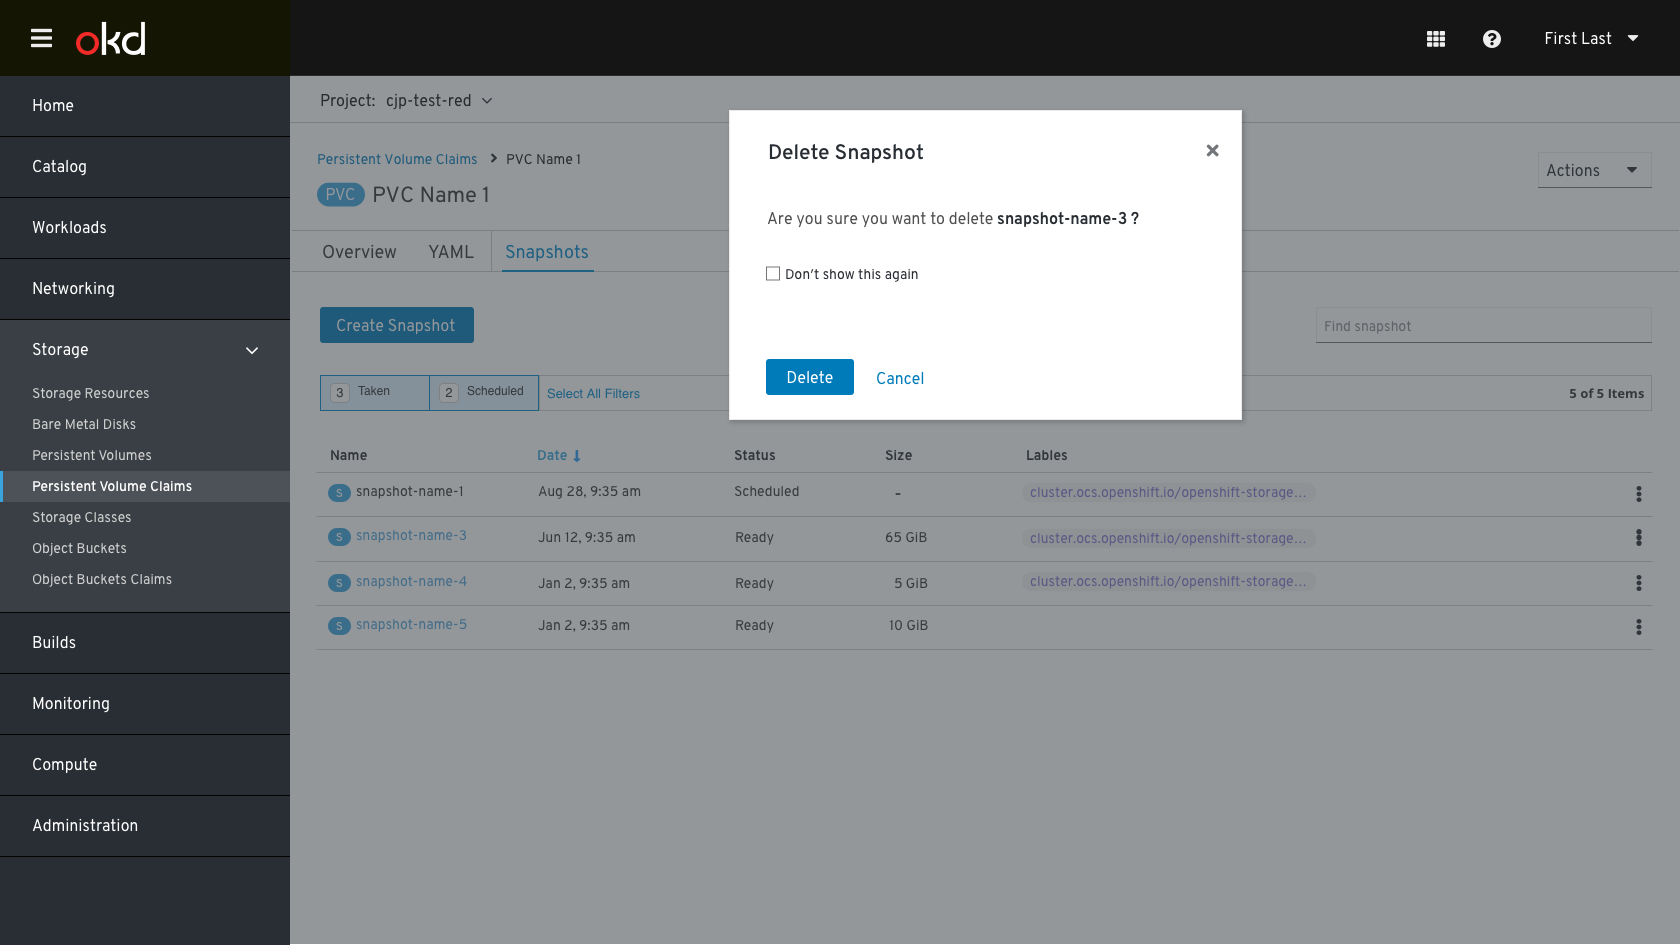 okd
First Last
Home
Catalog
Workloads
Networking
Storage
Storage Resources
Bare Metal Disks
Persistent Volumes
Persistent Volume Claims
Storage Classes
Object Buckets
Object Buckets Claims
Builds
Monitoring
Compute
Administration
Project: cjp-test-red
Persistent Volume Claims > PVC Name 1
PVC PVC Name 1
Actions
Overview YAML Snapshots
Create Snapshot
Find snapshot
3 Taken 2 Scheduled Select All Filters
5 of 5 Items
Name Date Status Size Lables
S snapshot-name-1 Aug 28, 9:35 am Scheduled - cluster.ocs.openshift.io/openshift-storage...
S snapshot-name-3 Jun 12, 9:35 am Ready 65 GiB cluster.ocs.openshift.io/openshift-storage...
S snapshot-name-4 Jan 2, 9:35 am Ready 5 GiB cluster.ocs.openshift.io/openshift-storage...
S snapshot-name-5 Jan 2, 9:35 am Ready 10 GiB
Delete Snapshot
Are you sure you want to delete snapshot-name-3 ?
Don't show this again
Delete Cancel